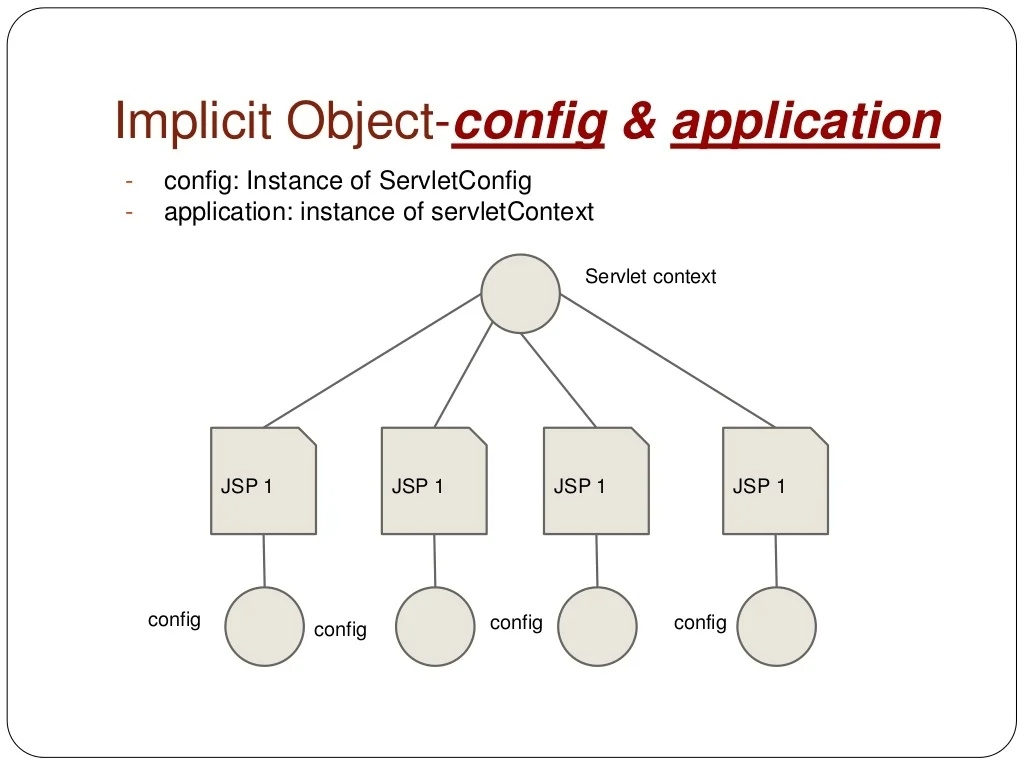 Implicit Object-config & application
- config: Instance of ServletConfig
- application: instance of servletContext
Servlet context
JSP 1
JSP 1
JSP 1
JSP 1
config
config
config
config